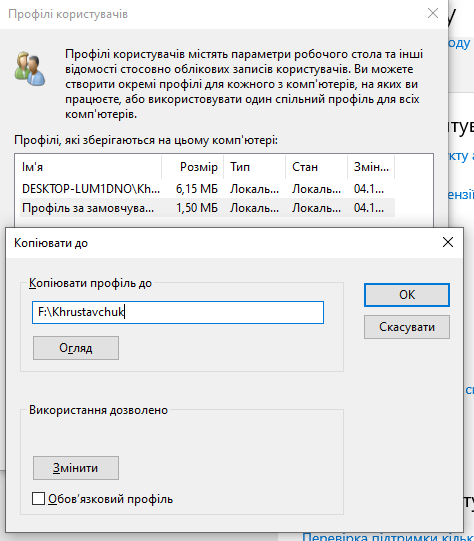 Профілі користувачів
Профілі користувачів містять параметри робочого стола та інші
відомості стосовно облікових записів користувачів. Ви можете
створити окремі профілі для кожного з комп'ютерів, на яких ви
працюєте, або використовувати один спільний профіль для всіх
комп'ютерів.
Профілі, які зберігаються на цьому комп'ютері:
Ім'я Розмір Тип Стан Змін...
DESKTOP-LUM1DNO\Kh... 6,15 МБ Локаль... Локаль... 04.1...
Профіль за замовчува... 1,50 МБ Локаль... Локаль... 04.1...
Копіювати до
Копіювати профіль до
F:\Khrustavchuk
Огляд
OK
Скасувати
Використання дозволено
Змінити
Обов'язковий профіль
Перевірка підтримки кільк